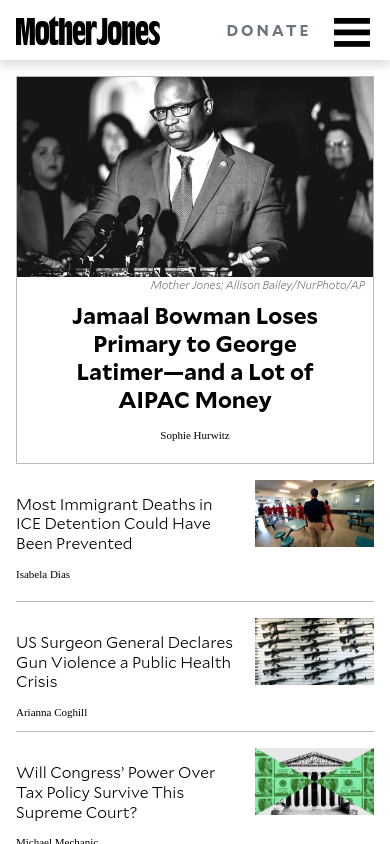 Mother Jones
DONATE
Mother Jones; Allison Bailey/NurPhoto/AP
Jamaal Bowman Loses
Primary to George
Latimer—and a Lot of
AIPAC Money
Sophie Hurwitz
Most Immigrant Deaths in
ICE Detention Could Have
Been Prevented
Isabela Dias
US Surgeon General Declares
Gun Violence a Public Health
Crisis
Arianna Coghill
Will Congress’ Power Over
Tax Policy Survive This
Supreme Court?
Michael Mechanic